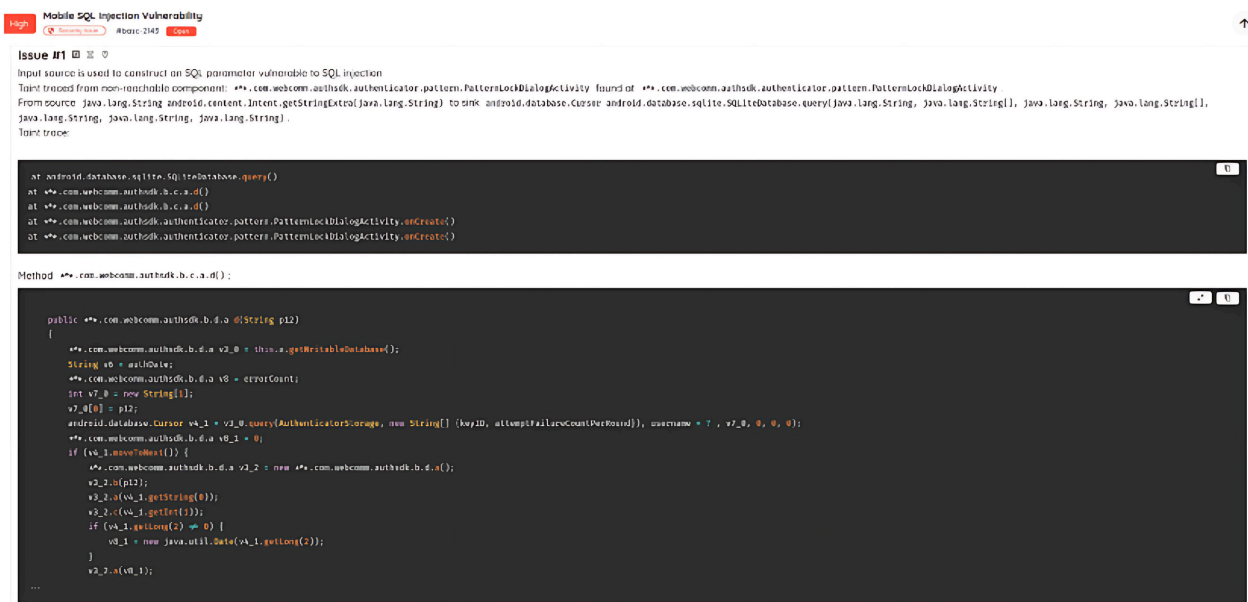 High
Mobile SQL Injection Vulnerability
Security Issue #basic-2145 Open
Issue #1
Input source is used to construct an SQL parameter vulnerable to SQL injection
Taint traced from non-reachable component: ***.com.webcomm.authsdk.authenticator.pattern.PatternLockDialogActivity found at ***.com.webcomm.authsdk.authenticator.pattern.PatternLockDialogActivity.
From source java.lang.String android.content.Intent.getStringExtra(java.lang.String) to sink android.database.Cursor android.database.sqlite.SQLiteDatabase.query(java.lang.String, java.lang.String[], java.lang.String, java.lang.String[],
java.lang.String, java.lang.String, java.lang.String).
Taint trace:
at android.database.sqlite.SQLiteDatabase.query()
at ***.com.webcomm.authsdk.b.c.a.d()
at ***.com.webcomm.authsdk.b.c.a.d()
at ***.com.webcomm.authsdk.authenticator.pattern.PatternLockDialogActivity.onCreate()
at ***.com.webcomm.authsdk.authenticator.pattern.PatternLockDialogActivity.onCreate()
Method ***.com.webcomm.authsdk.b.c.a.d():
public ***.com.webcomm.authsdk.b.d.a d(String p12)
{
***.com.webcomm.authsdk.b.d.a v3_0 = this.a.getWritableDatabase();
String v6 = authDate;
***.com.webcomm.authsdk.b.d.a v8 = errorCount;
int v7_0 = new String[1];
v7_0[0] = p12;
android.database.Cursor v4_1 = v3_0.query(AuthenticatorStorage, new String[] {keyID, attemptFailureCountPerRound}), username = ? , v7_0, 0, 0, 0);
***.com.webcomm.authsdk.b.d.a v8_1 = 0;
if (v4_1.moveToNext()) {
***.com.webcomm.authsdk.b.d.a v3_2 = new ***.com.webcomm.authsdk.b.d.a();
v3_2.b(p12);
v3_2.a(v4_1.getString(0));
v3_2.c(v4_1.getInt(1));
if (v4_1.getLong(2) != 0) {
v8_1 = new java.util.Date(v4_1.getLong(2));
}
v3_2.a(v8_1);
...